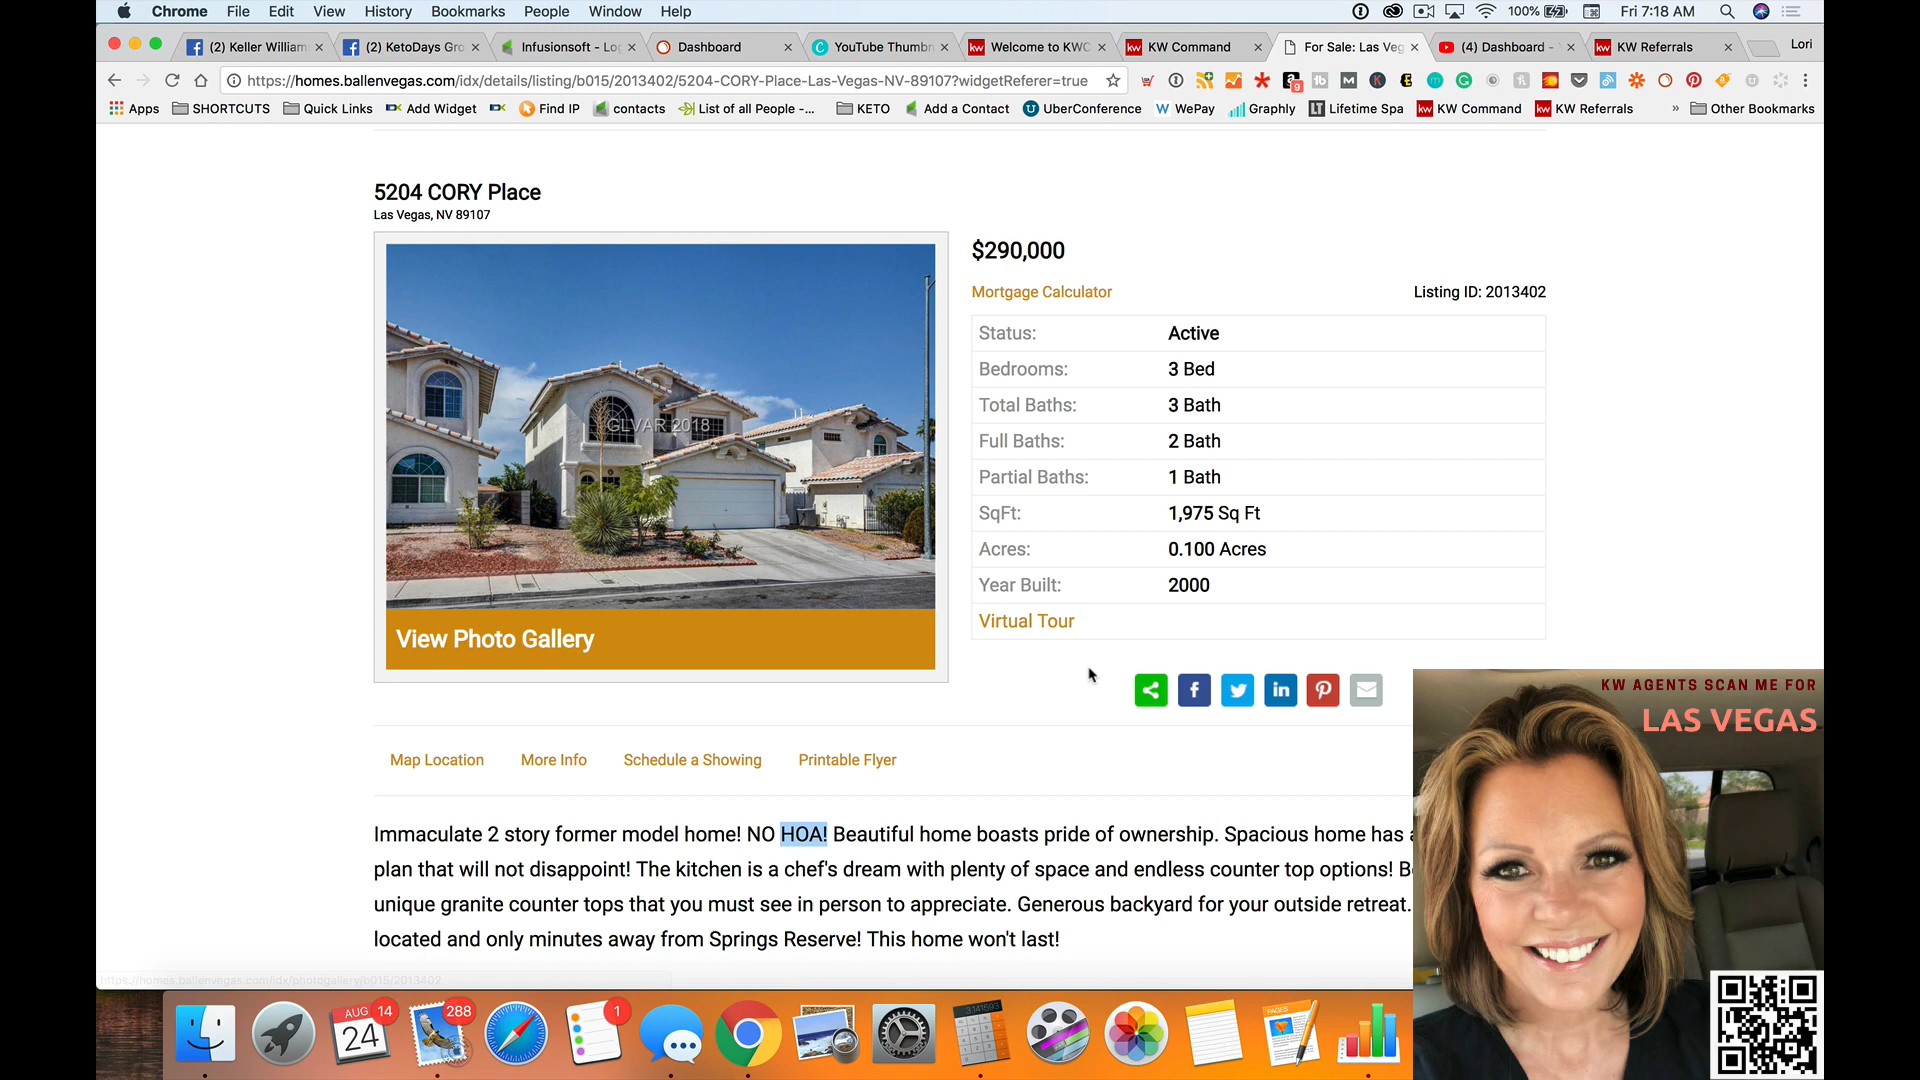 Chrome File Edit View History Bookmarks People Window Help 100% Fri 7:18 AM
(2) Keller William (2) KetoDays Gro Infusionsoft - Lo Dashboard YouTube Thumbn Welcome to KWC KW Command For Sale: Las Veg (4) Dashboard - KW Referrals Lori
https://homes.ballenvegas.com/idx/details/listing/b015/2013402/5204-CORY-Place-Las-Vegas-NV-89107?widgetReferer=true
Apps SHORTCUTS Quick Links Add Widget Find IP contacts List of all People -... KETO Add a Contact UberConference WePay Graphly Lifetime Spa KW Command KW Referrals » Other Bookmarks
5204 CORY Place
Las Vegas, NV 89107
GLVAR 2018
View Photo Gallery
$290,000
Mortgage Calculator Listing ID: 2013402
Status: Active
Bedrooms: 3 Bed
Total Baths: 3 Bath
Full Baths: 2 Bath
Partial Baths: 1 Bath
SqFt: 1,975 Sq Ft
Acres: 0.100 Acres
Year Built: 2000
Virtual Tour
KW AGENTS SCAN ME FOR
LAS VEGAS
Map Location More Info Schedule a Showing Printable Flyer
Immaculate 2 story former model home! NO HOA! Beautiful home boasts pride of ownership. Spacious home has
plan that will not disappoint! The kitchen is a chef's dream with plenty of space and endless counter top options!
unique granite counter tops that you must see in person to appreciate. Generous backyard for your outside retreat.
located and only minutes away from Springs Reserve! This home won't last!
https://homes.ballenvegas.com/idx/photogallery/b015/2013402
AUG 14
24
288
1
PAGES